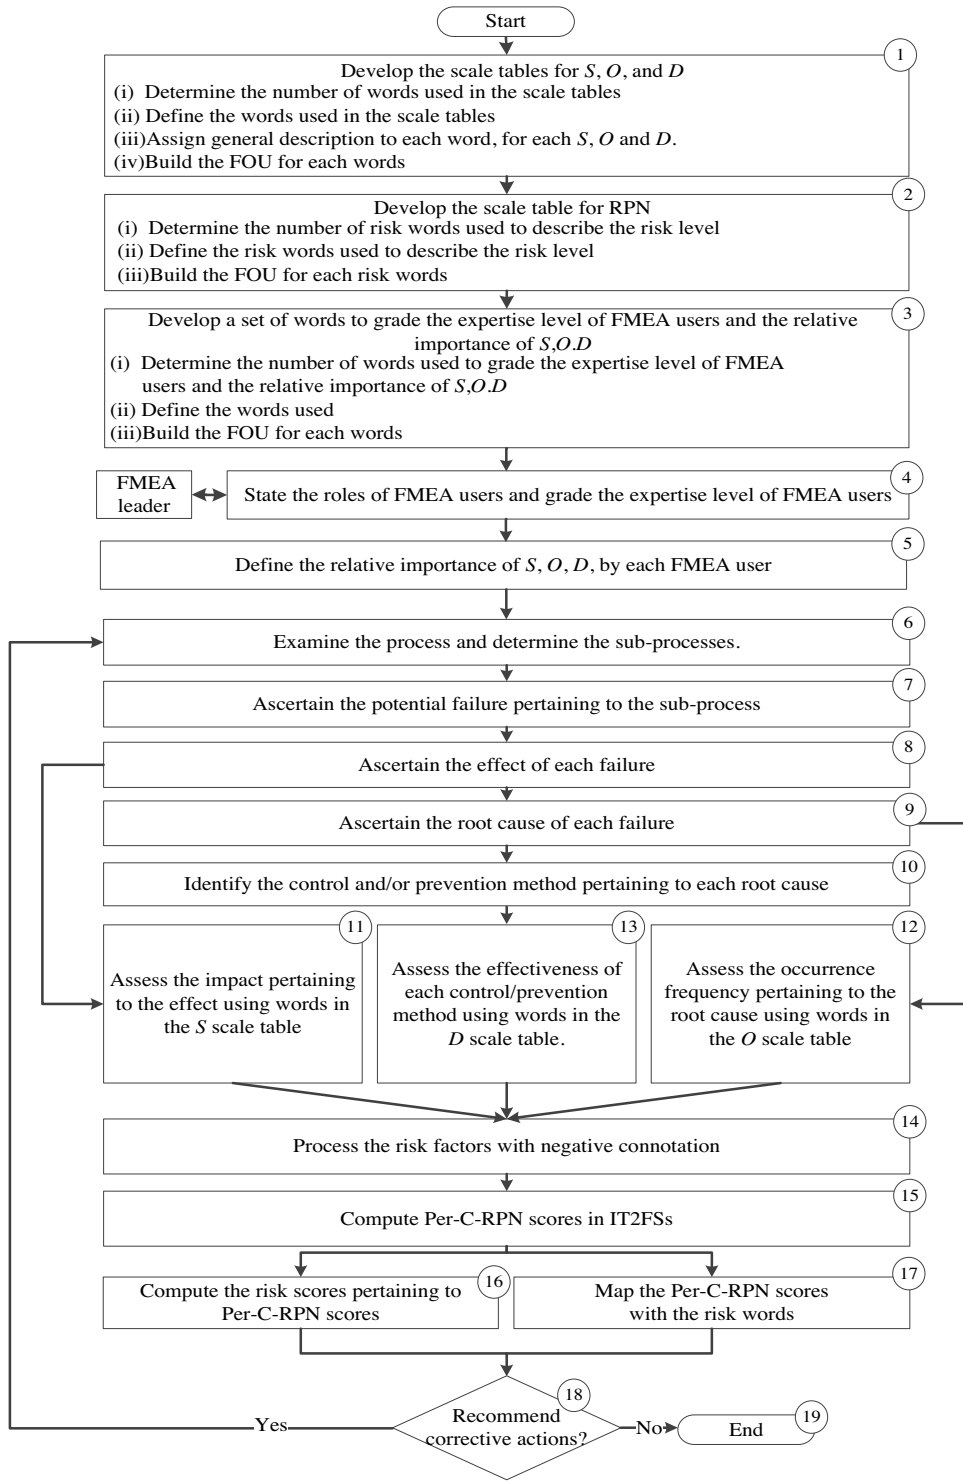 Start
1
Develop the scale tables for S, O, and D
(i) Determine the number of words used in the scale tables
(ii) Define the words used in the scale tables
(iii)Assign general description to each word, for each S, O and D.
(iv)Build the FOU for each words
2
Develop the scale table for RPN
(i) Determine the number of risk words used to describe the risk level
(ii) Define the risk words used to describe the risk level
(iii)Build the FOU for each risk words
3
Develop a set of words to grade the expertise level of FMEA users and the relative
importance of S,O.D
(i) Determine the number of words used to grade the expertise level of FMEA
users and the relative importance of S,O.D
(ii) Define the words used
(iii)Build the FOU for each words
FMEA
leader
4
State the roles of FMEA users and grade the expertise level of FMEA users
5
Define the relative importance of S, O, D, by each FMEA user
6
Examine the process and determine the sub-processes.
7
Ascertain the potential failure pertaining to the sub-process
8
Ascertain the effect of each failure
9
Ascertain the root cause of each failure
10
Identify the control and/or prevention method pertaining to each root cause
11
Assess the impact pertaining
to the effect using words in
the S scale table
13
Assess the effectiveness of
each control/prevention
method using words in the
D scale table.
12
Assess the occurrence
frequency pertaining to the
root cause using words in
the O scale table
14
Process the risk factors with negative connotation
15
Compute Per-C-RPN scores in IT2FSs
16
Compute the risk scores pertaining to
Per-C-RPN scores
17
Map the Per-C-RPN scores
with the risk words
18
Recommend
corrective actions?
Yes
No
19
End